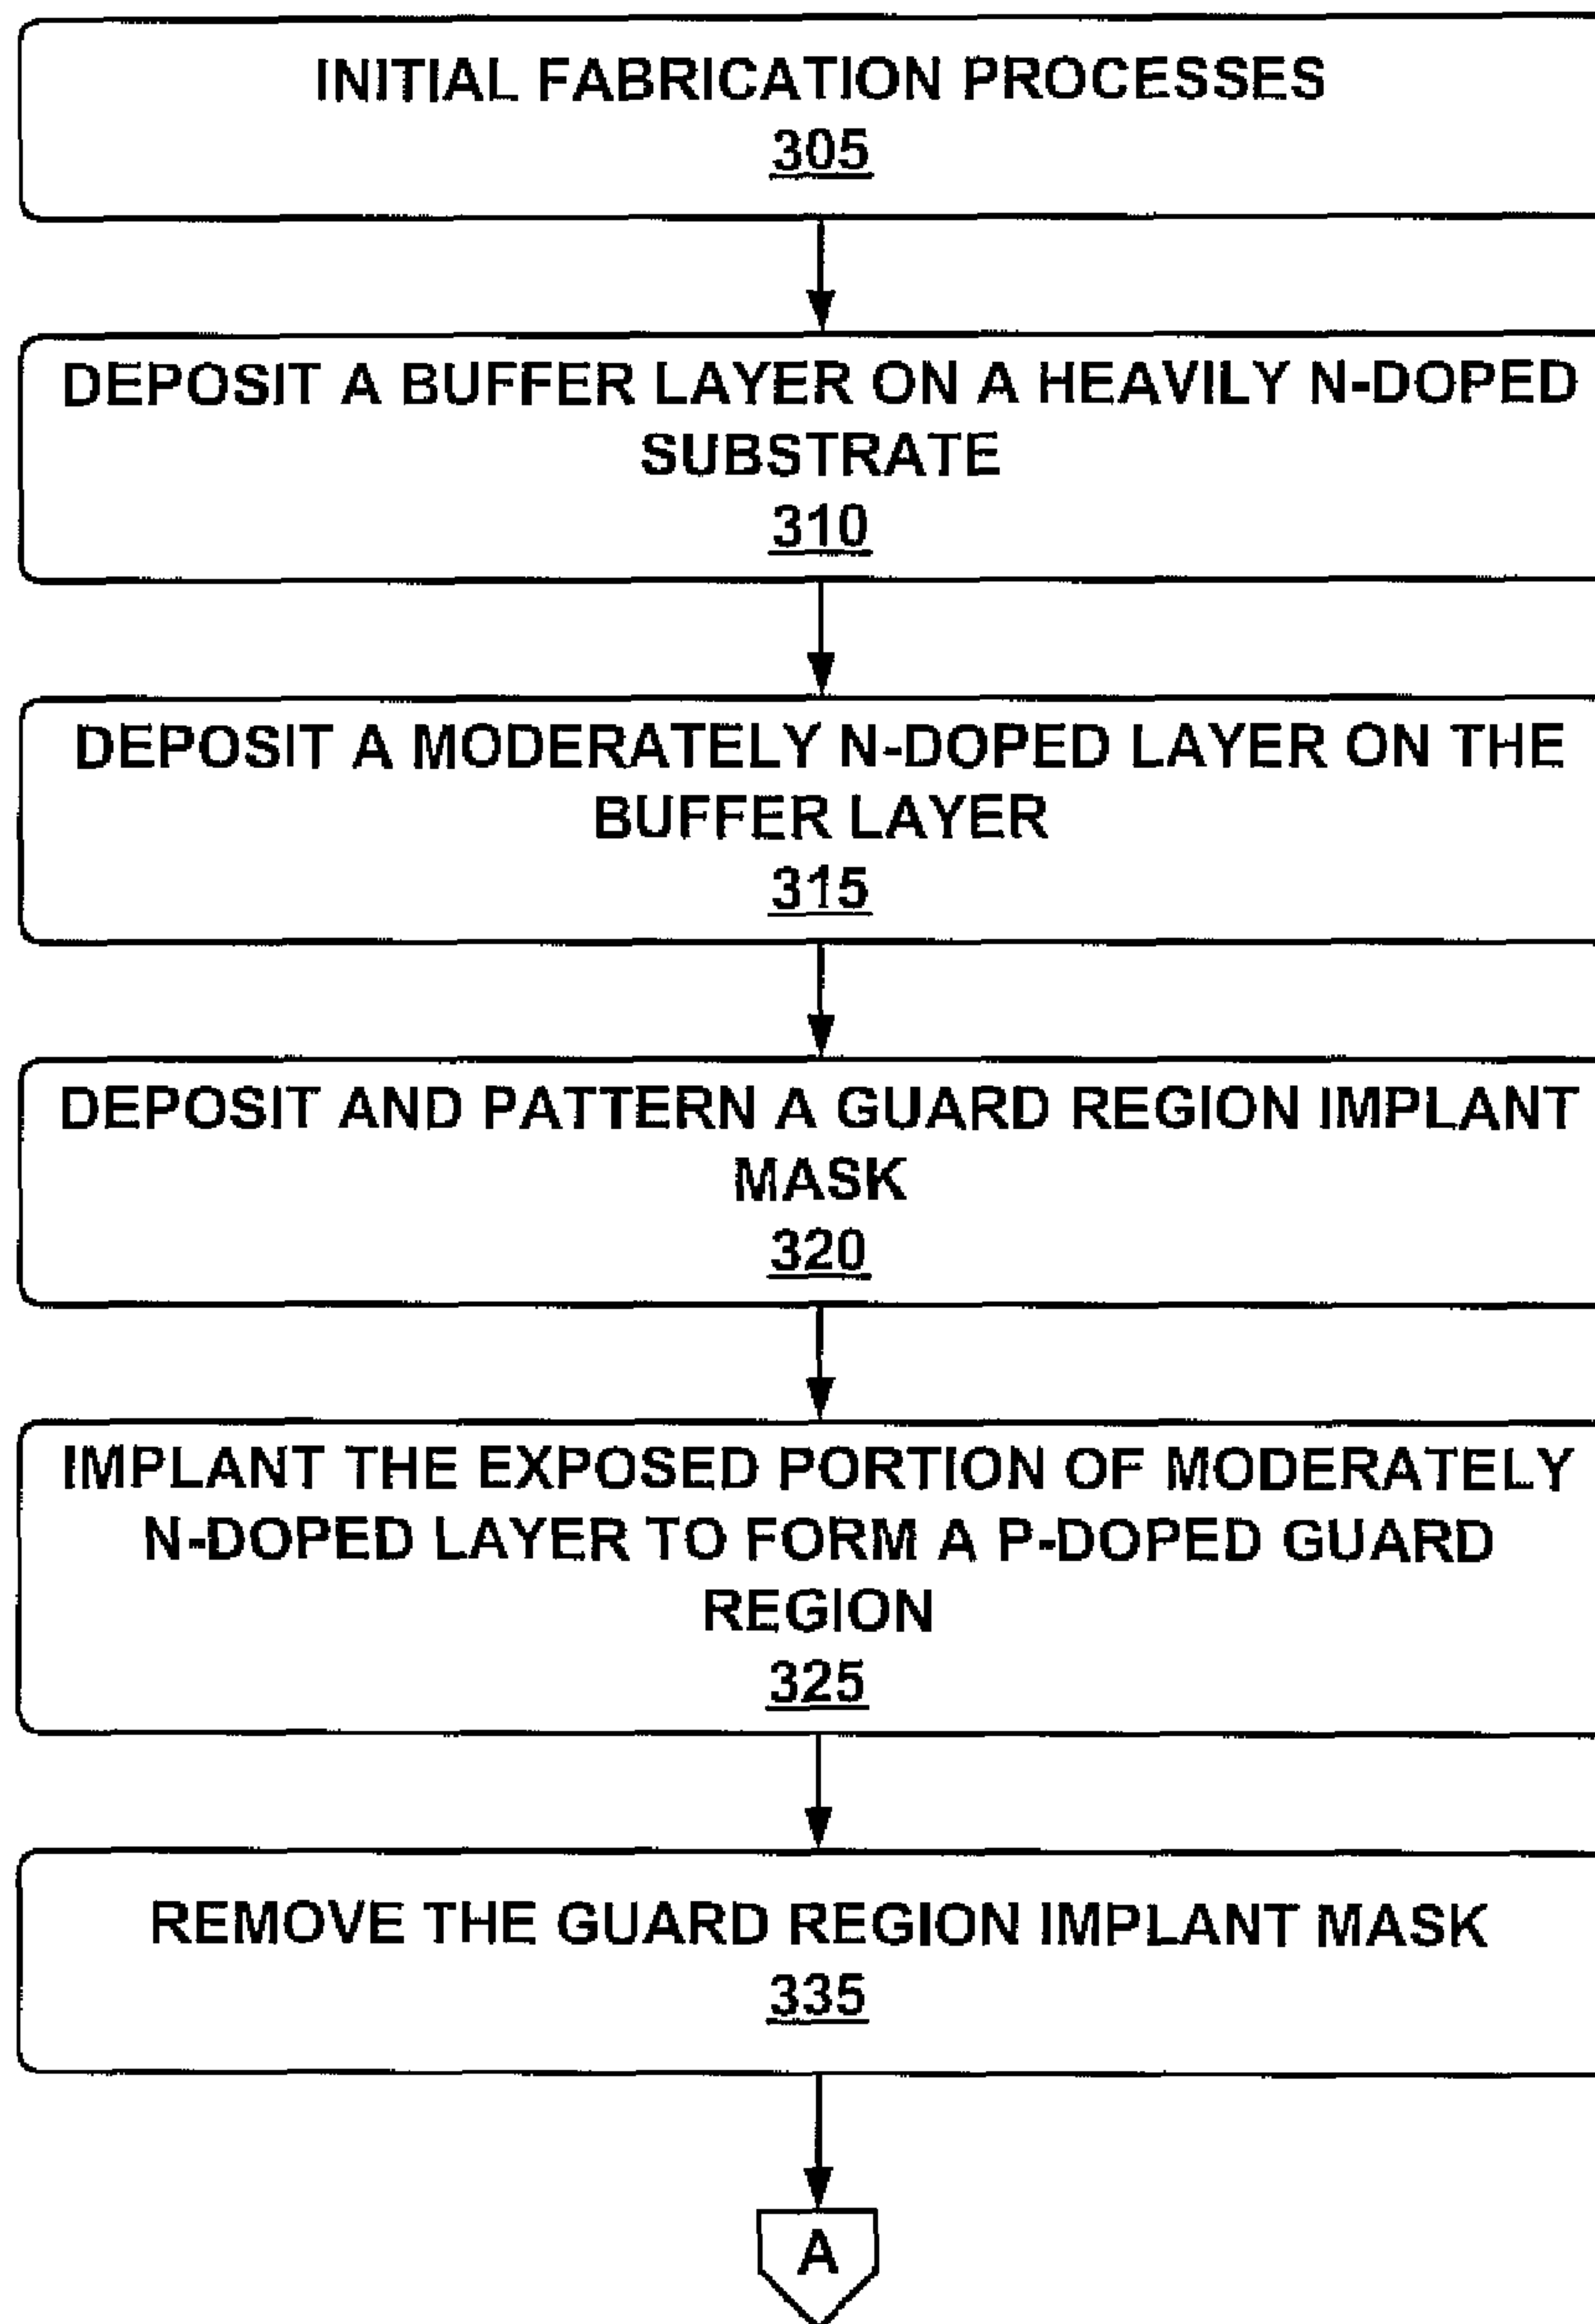 INITIAL FABRICATION PROCESSES
305
DEPOSIT A BUFFER LAYER ON A HEAVILY N-DOPED
SUBSTRATE
310
DEPOSIT A MODERATELY N-DOPED LAYER ON THE
BUFFER LAYER
315
DEPOSIT AND PATTERN A GUARD REGION IMPLANT
MASK
320
IMPLANT THE EXPOSED PORTION OF MODERATELY
N-DOPED LAYER TO FORM A P-DOPED GUARD
REGION
325
REMOVE THE GUARD REGION IMPLANT MASK
335
A